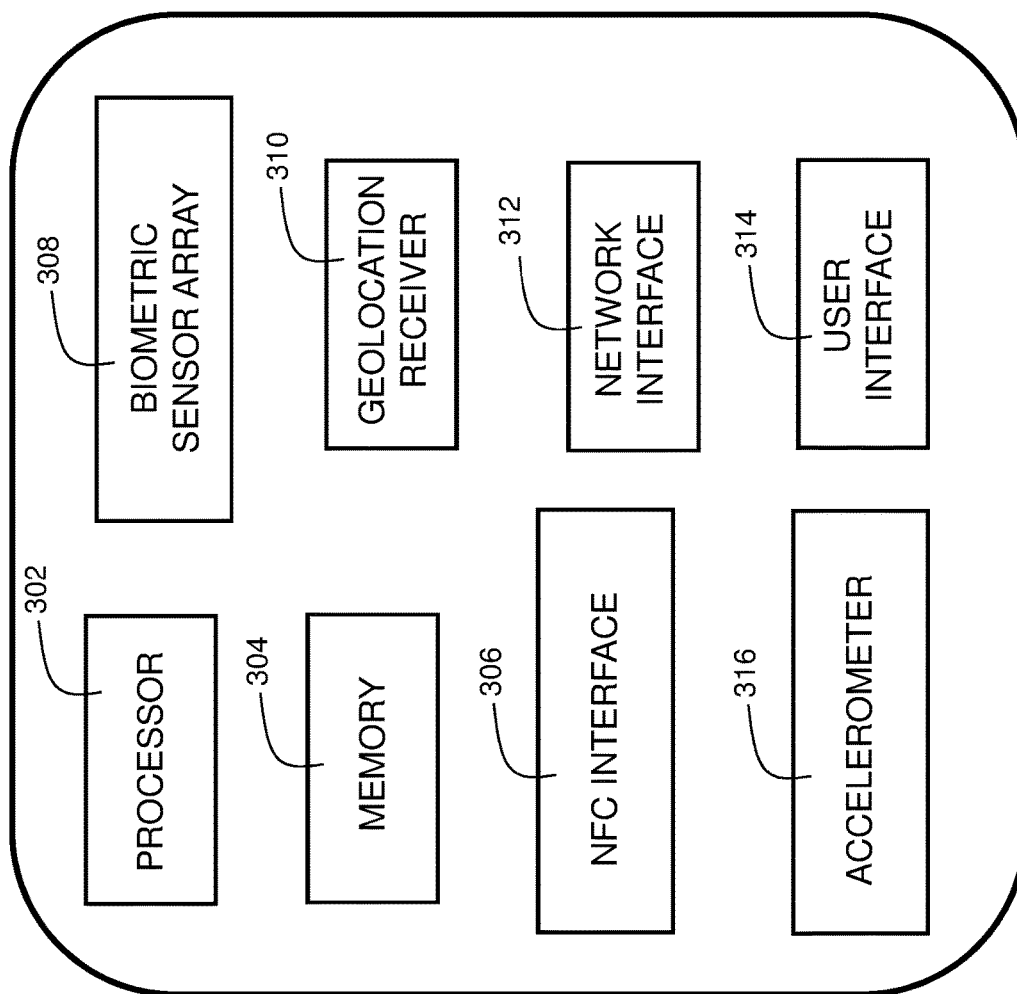 302
PROCESSOR
304
MEMORY
306
NFC INTERFACE
316
ACCELEROMETER
308
BIOMETRIC
SENSOR ARRAY
310
GEOLOCATION
RECEIVER
312
NETWORK
INTERFACE
314
USER
INTERFACE